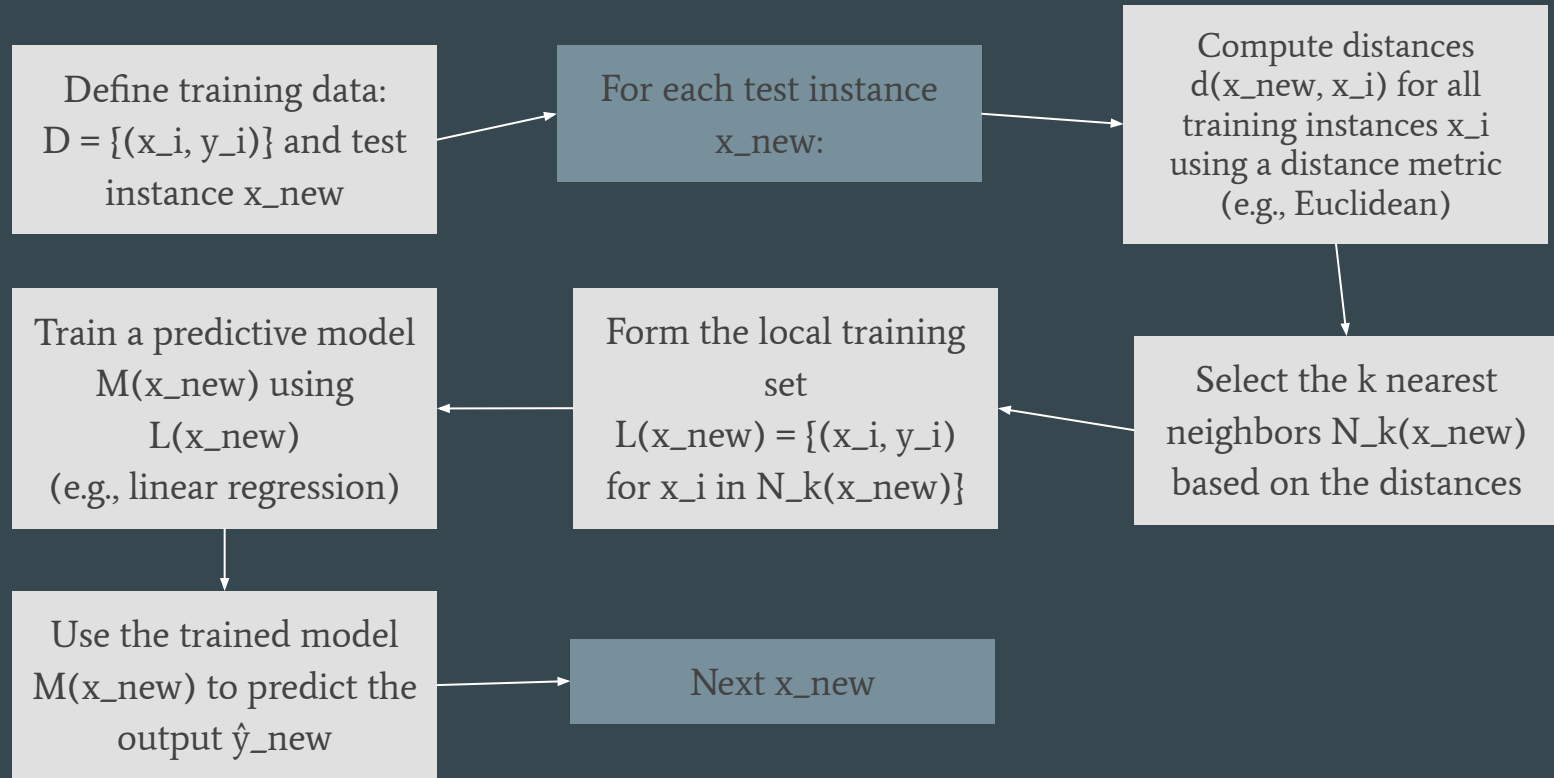 Define training data:
D = {(x_i, y_i)} and test
instance x_new
For each test instance
x_new:
Compute distances
d(x_new, x_i) for all
training instances x_i
using a distance metric
(e.g., Euclidean)
Select the k nearest
neighbors N_k(x_new)
based on the distances
Form the local training
set
L(x_new) = {(x_i, y_i)
for x_i in N_k(x_new)}
Train a predictive model
M(x_new) using
L(x_new)
(e.g., linear regression)
Use the trained model
M(x_new) to predict the
output ŷ_new
Next x_new